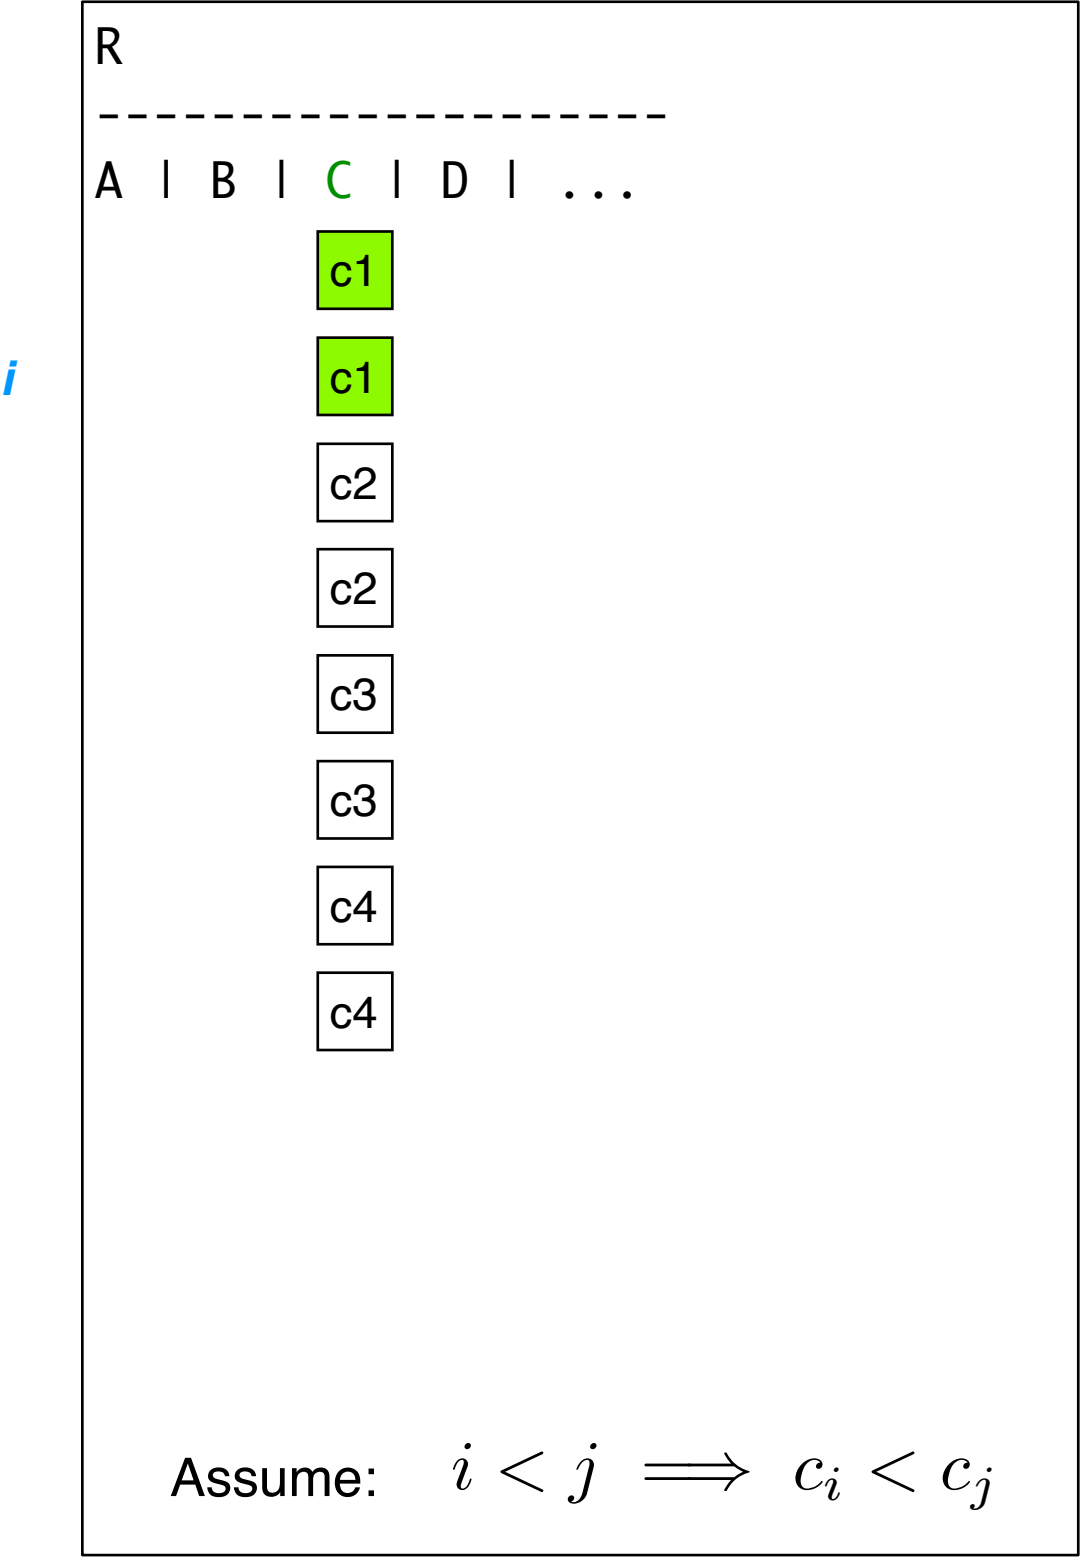 R
--------------------
A | B | C | D | ...
c1
i
c1
c2
c2
c3
c3
c4
c4
Assume: i < j ⟹ c_i < c_j